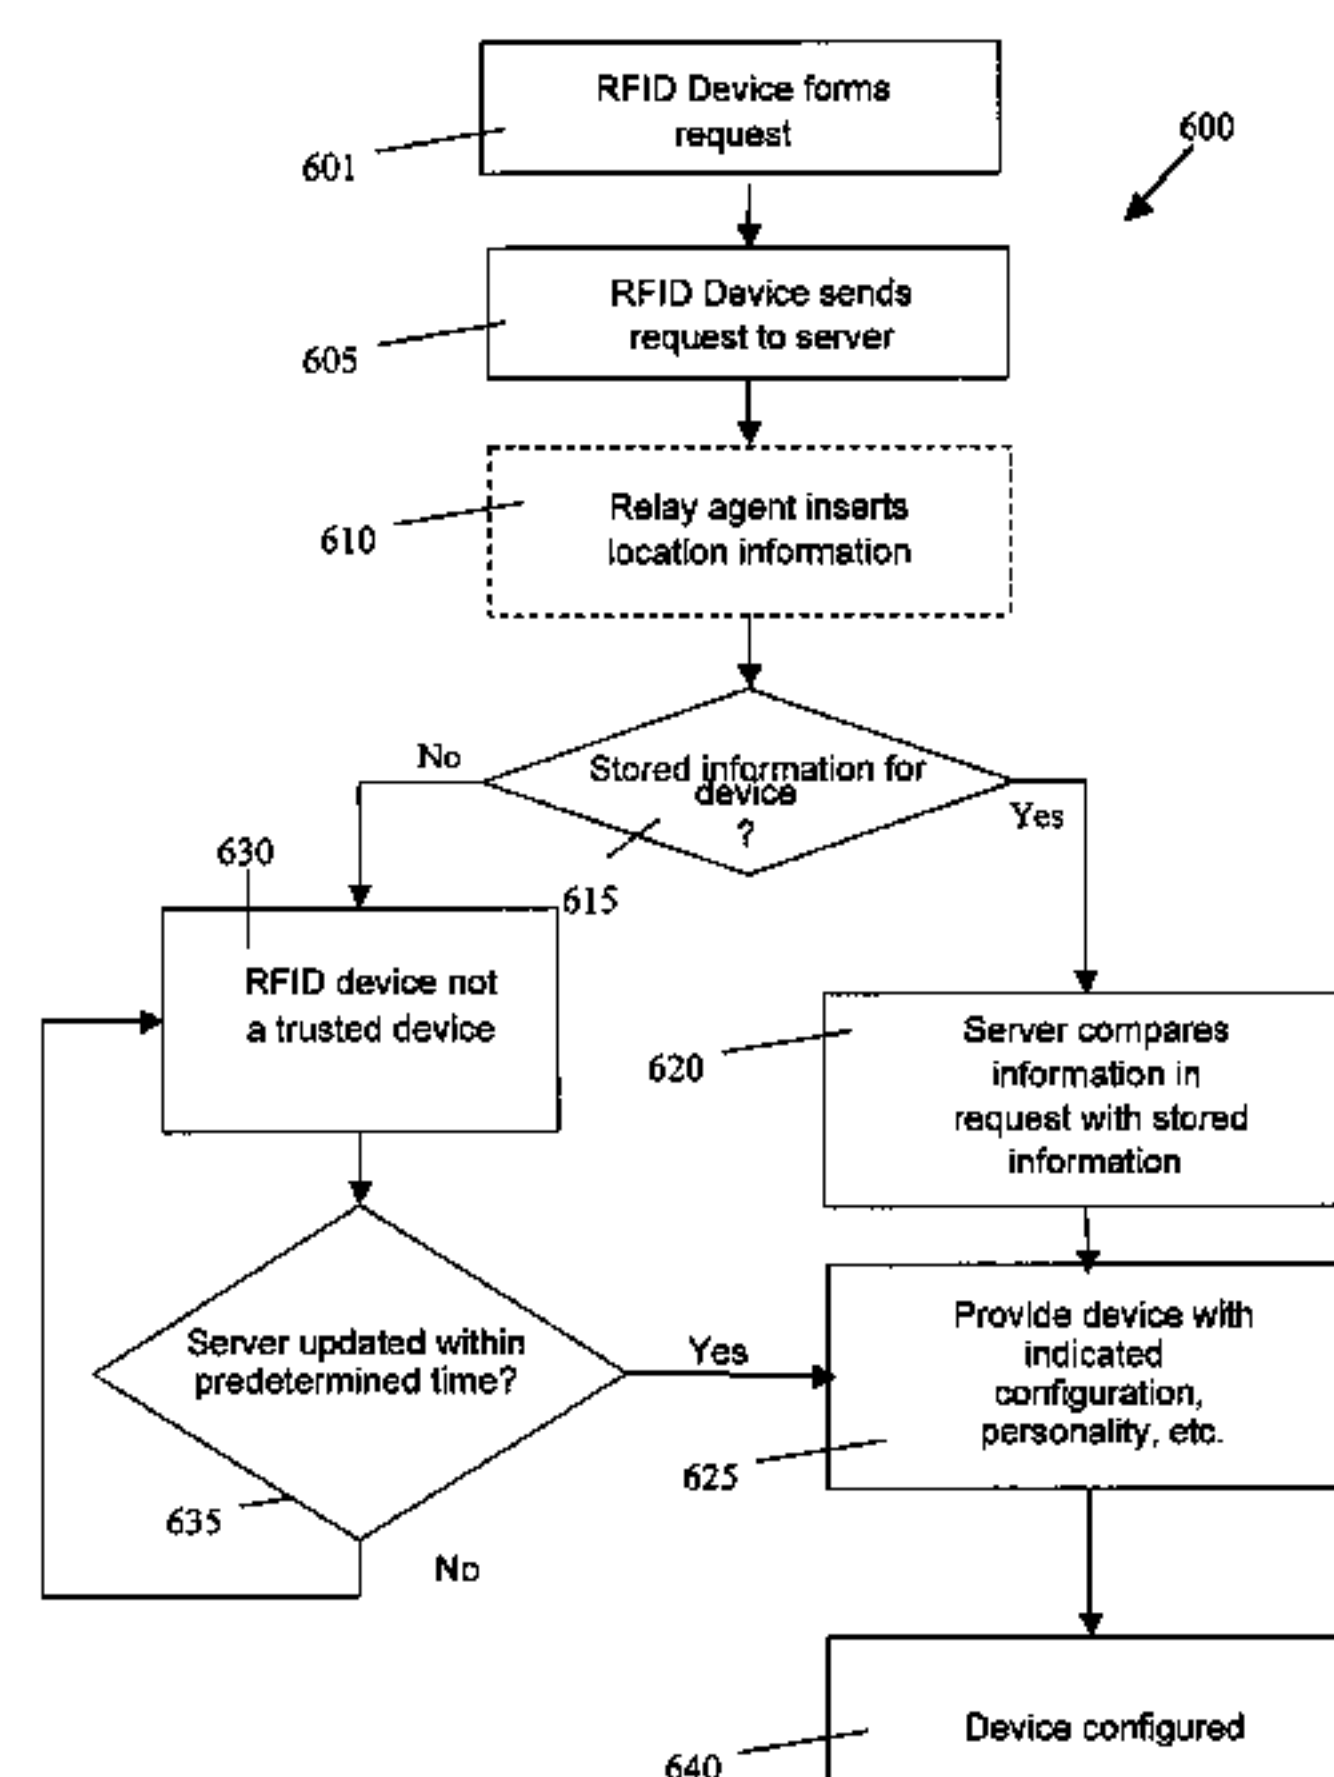 RFID Device forms
request
601
600
RFID Device sends
request to server
605
Relay agent inserts
location information
610
No
Stored information for
device
?
Yes
630
615
RFID device not
a trusted device
Server compares
information in
request with stored
information
620
Server updated within
predetermined time?
Yes
Provide device with
indicated
configuration,
personality, etc.
625
635
No
Device configured
640